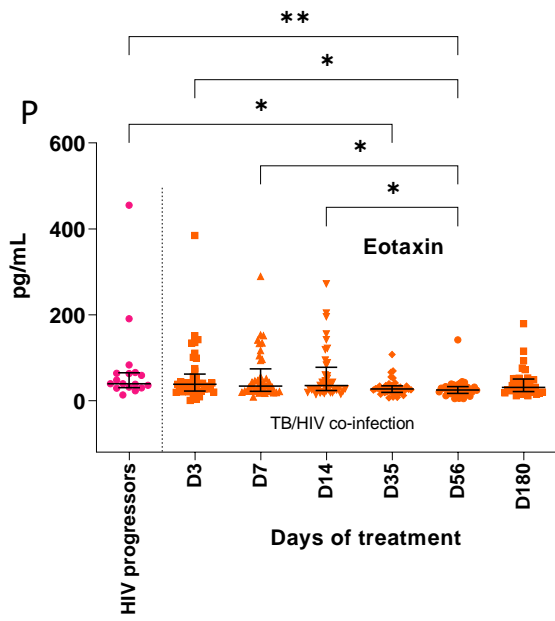 **
*
P
*
600
*
*
400
Eotaxin
pg/mL
200
0
TB/HIV co-infection
HIV progressors
D3
D7
D14
D35
D56
D180
Days of treatment